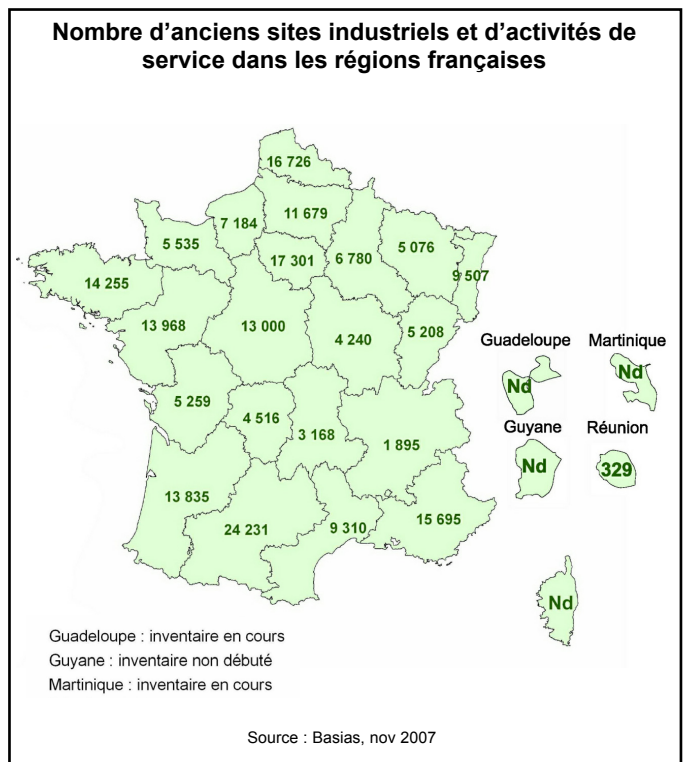 Nombre d’anciens sites industriels et d’activités de
service dans les régions françaises
16 726
11 679
7 184
5 535
17 301
6 780
5 076
9 507
14 255
13 968
13 000
4 240
5 208
Guadeloupe
Martinique
Nd
Nd
5 259
4 516
3 168
1 895
Guyane
Réunion
Nd
329
13 835
24 231
9 310
15 695
Nd
Guadeloupe : inventaire en cours
Guyane : inventaire non débuté
Martinique : inventaire en cours
Source : Basias, nov 2007